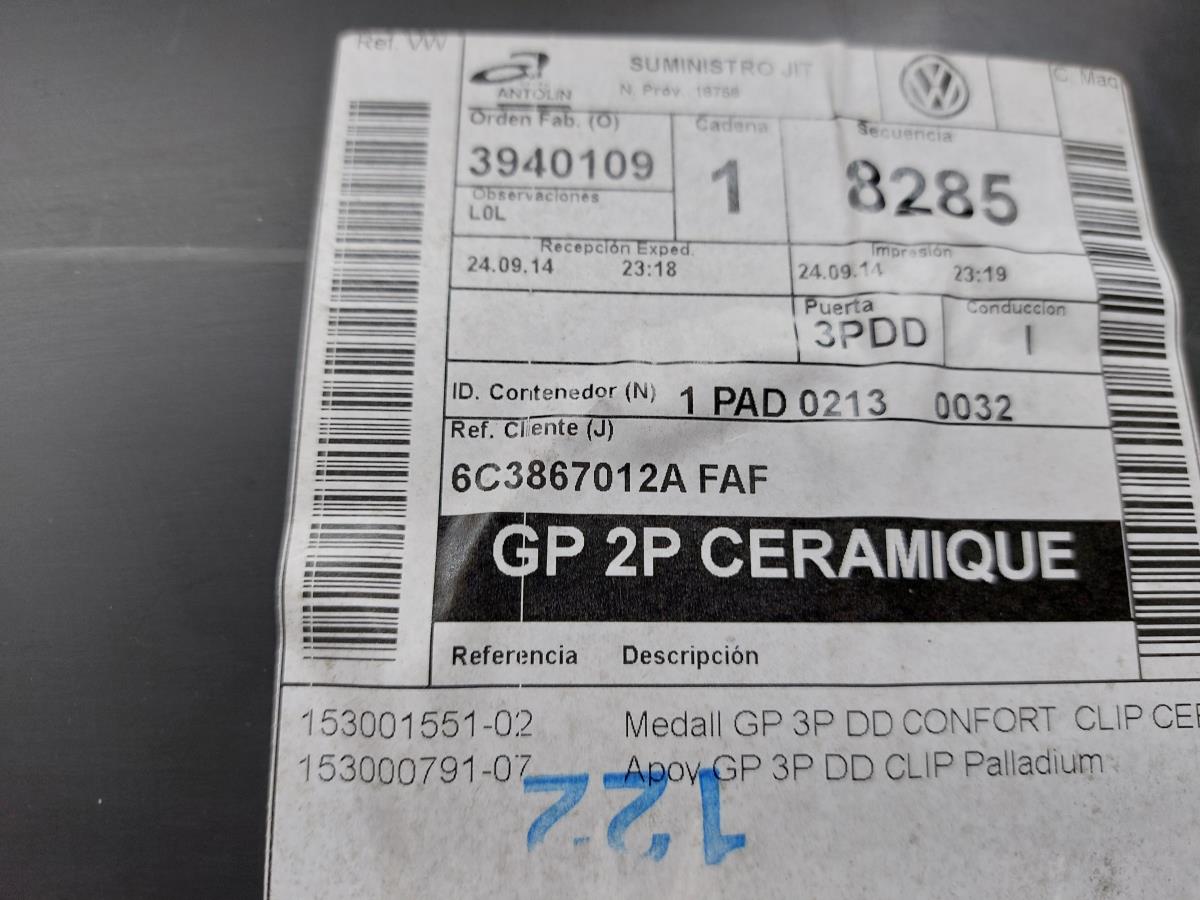 Ref. VW
ANTOLIN
SUMINISTRO JIT
N. Prov. 16758
C. Maq
Orden Fab. (O)
Cadena
Secuencia
3940109
1
8285
Observaciones
LOL
Recepción Exped.
Impresión
24.09.14 23:18
24.09.14 23:19
Puerta
Conduccion
3PDD
I
ID. Contenedor (N) 1 PAD 0213 0032
Ref. Cliente (J)
6C3867012A FAF
GP 2P CERAMIQUE
Referencia Descripción
153001551-02 Medall GP 3P DD CONFORT CLIP CER
153000791-07 Apoy GP 3P DD CLIP Palladium
122